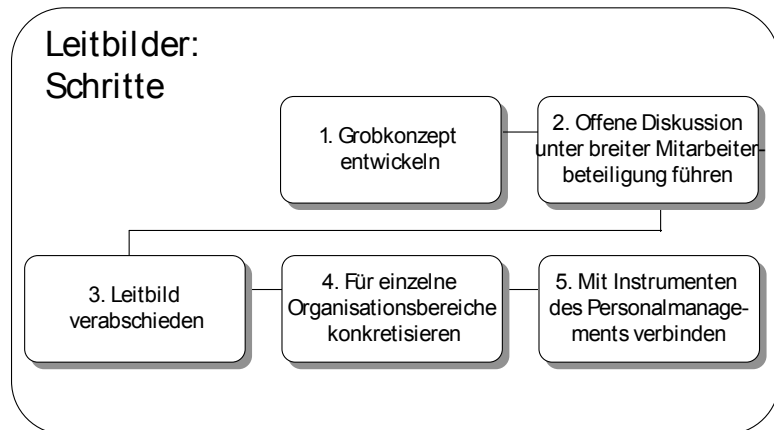 Leitbilder:
Schritte
1. Grobkonzept
entwickeln
2. Offene Diskussion
unter breiter Mitarbeiter-
beteiligung führen
3. Leitbild
verabschieden
4. Für einzelne
Organisationsbereiche
konkretisieren
5. Mit Instrumenten
des Personalmanage-
ments verbinden